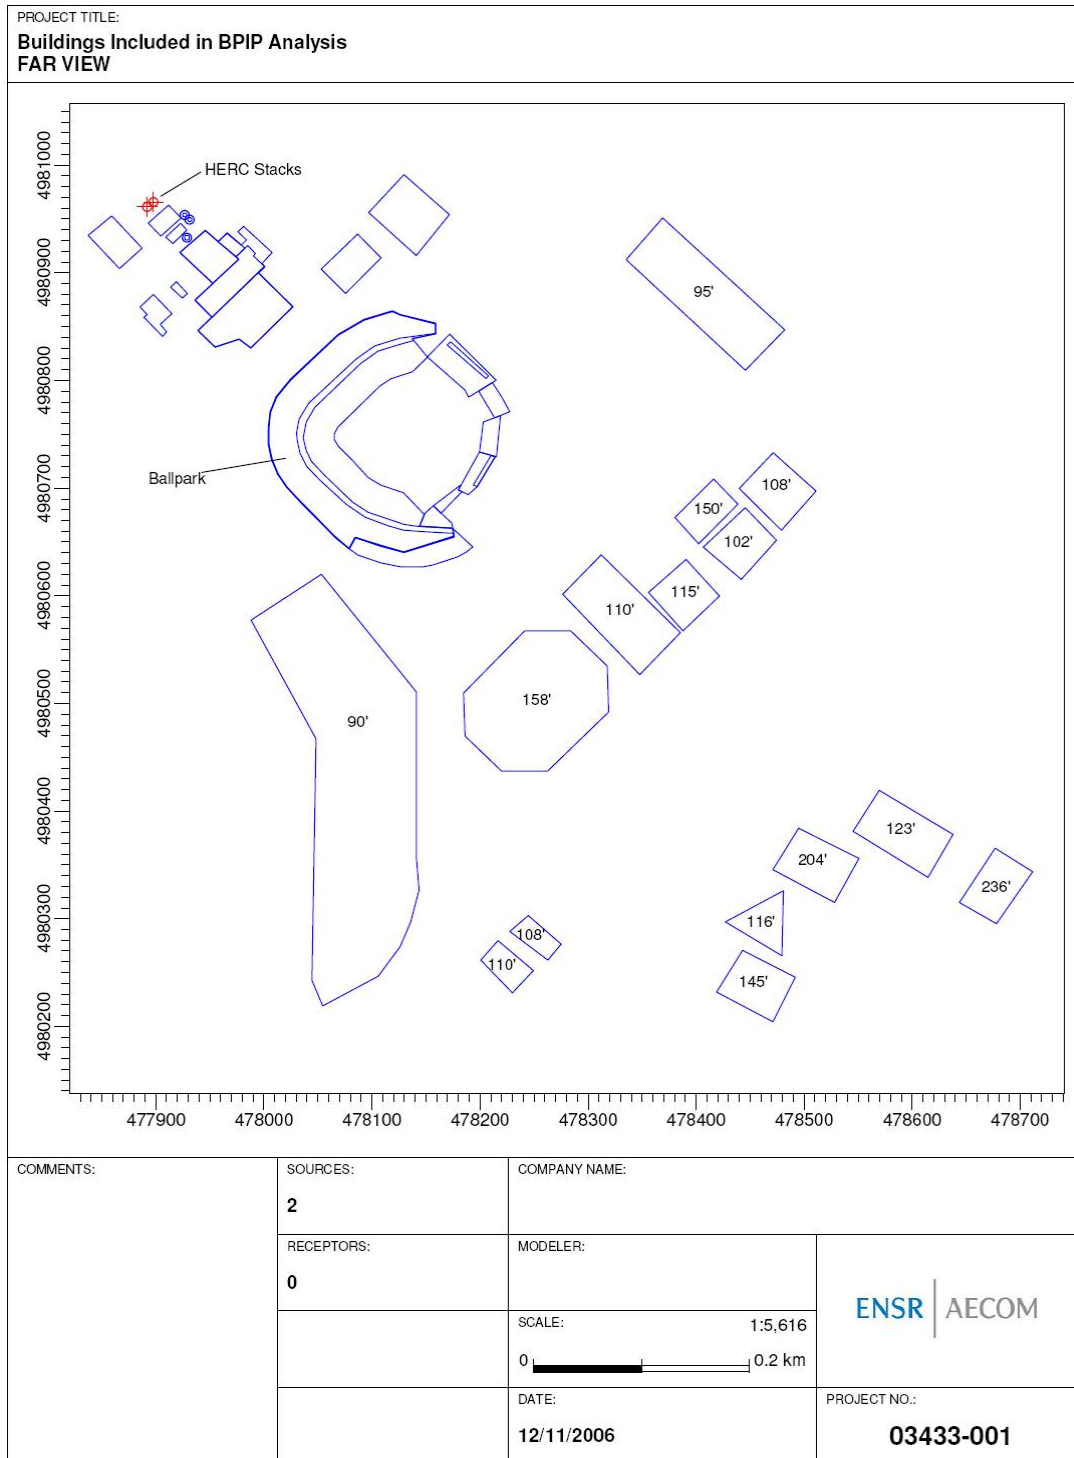 PROJECT TITLE:
Buildings Included in BPIP Analysis
FAR VIEW
HERC Stacks
Ballpark
95'
108'
150'
102'
115'
110'
158'
90'
123'
204'
236'
116'
108'
110'
145'
4981000
4980900
4980800
4980700
4980600
4980500
4980400
4980300
4980200
477900 478000 478100 478200 478300 478400 478500 478600 478700
COMMENTS:
SOURCES:
2
COMPANY NAME:
RECEPTORS:
0
MODELER:
SCALE:
1:5,616
0 0.2 km
ENSR AECOM
DATE:
12/11/2006
PROJECT NO.:
03433-001